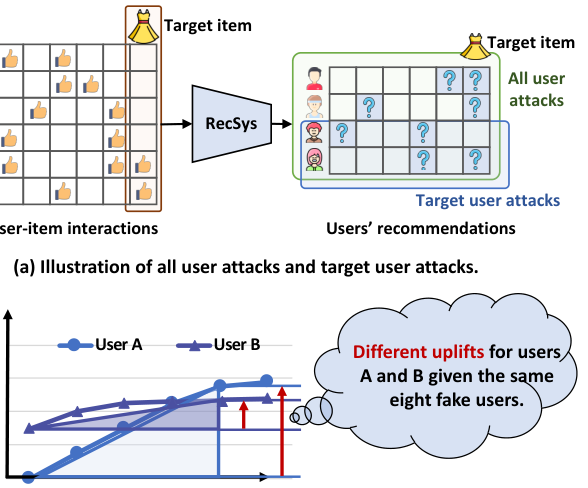 Target item
Target item
All user
attacks
RecSys
? ?
? ?
? ?
? ?
Target user attacks
ser-item interactions
Users' recommendations
(a) Illustration of all user attacks and target user attacks.
User A
User B
Different uplifts for users
A and B given the same
eight fake users.